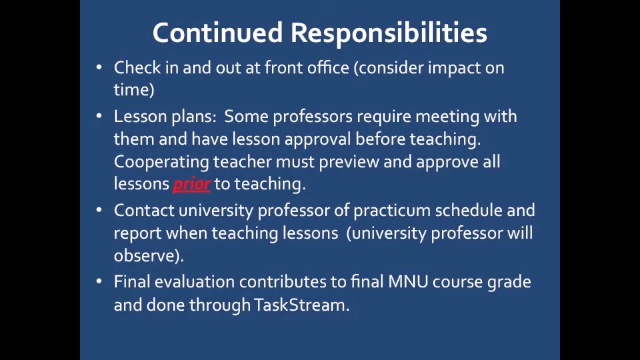 Continued Responsibilities
• Check in and out at front office (consider impact on
time)
• Lesson plans: Some professors require meeting with
them and have lesson approval before teaching.
Cooperating teacher must preview and approve all
lessons prior to teaching.
• Contact university professor of practicum schedule and
report when teaching lessons (university professor will
observe).
• Final evaluation contributes to final MNU course grade
and done through TaskStream.